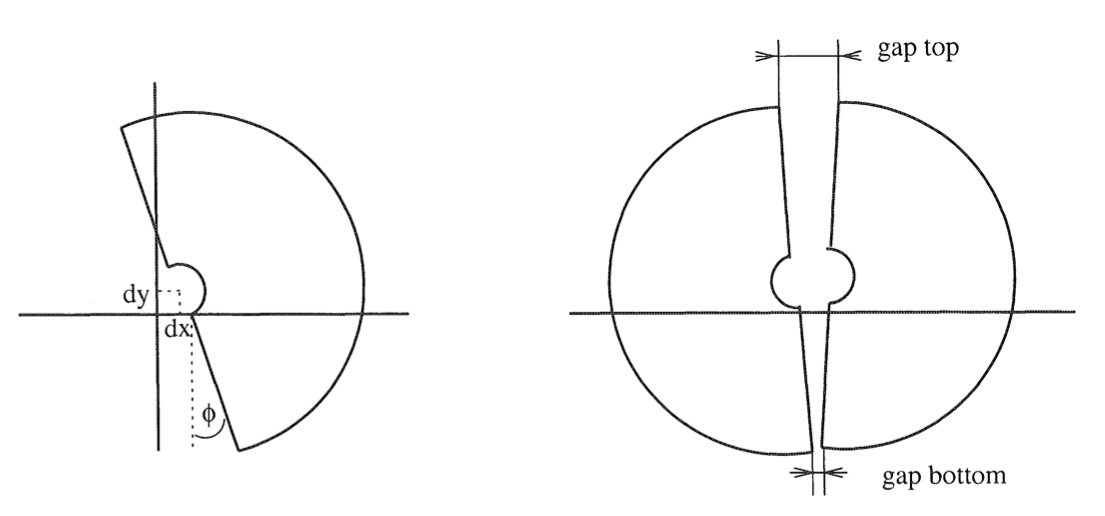 gap top
dy
dx
ϕ
gap bottom